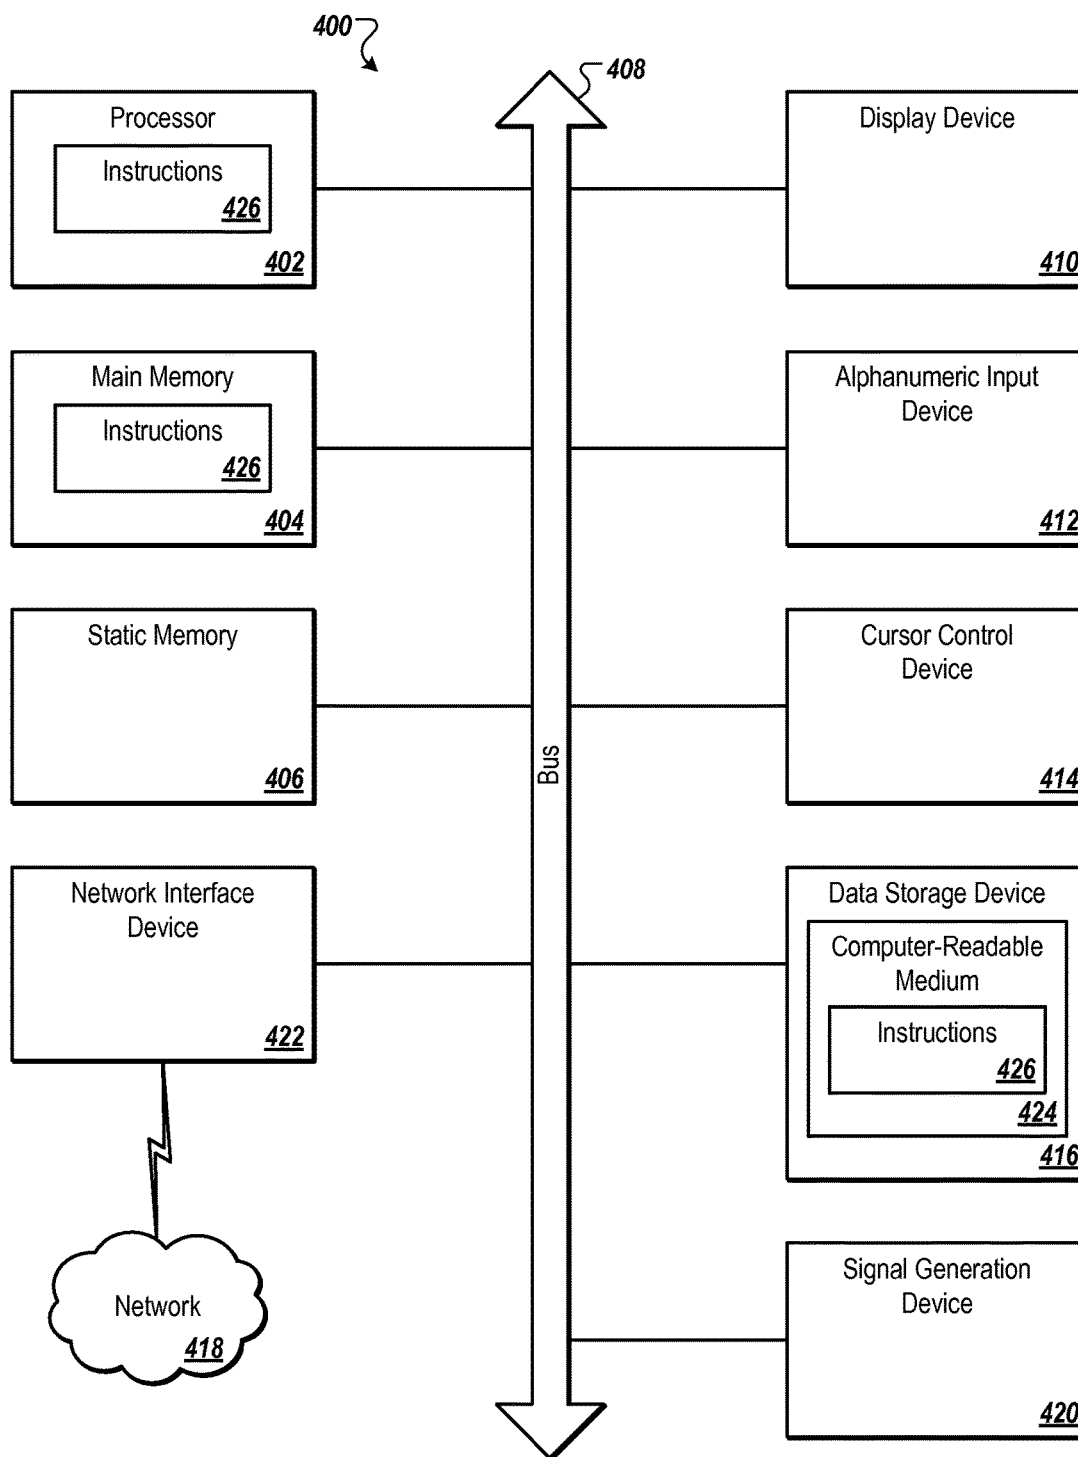 400
408
Processor
Instructions
426
402
Display Device
410
Main Memory
Instructions
426
404
Alphanumeric Input
Device
412
Static Memory
406
Cursor Control
Device
414
Bus
Network Interface
Device
422
Data Storage Device
Computer-Readable
Medium
Instructions
426
424
416
Network
418
Signal Generation
Device
420